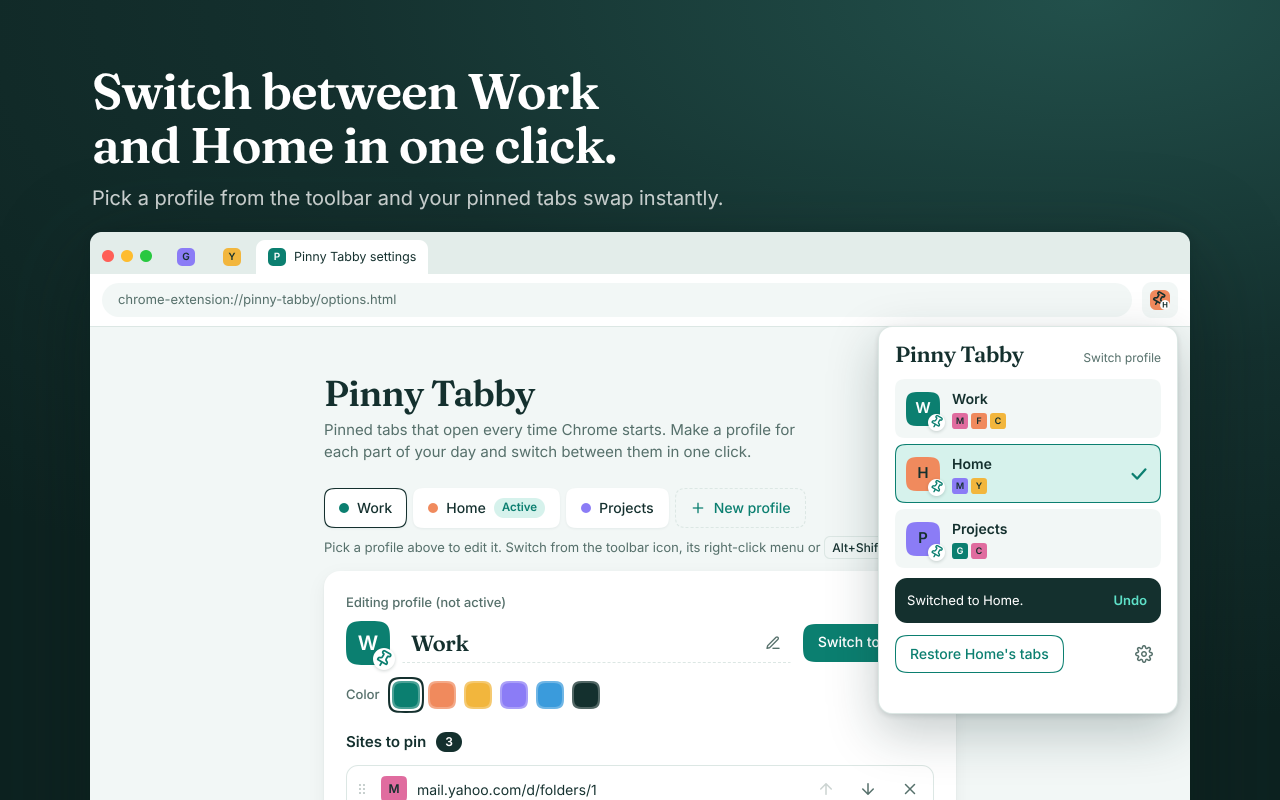 Switch between Work
and Home in one click.
Pick a profile from the toolbar and your pinned tabs swap instantly.
G
Y
P
Pinny Tabby settings
chrome-extension://pinny-tabby/options.html
H
Pinny Tabby
Pinned tabs that open every time Chrome starts. Make a profile for
each part of your day and switch between them in one click.
Work
Home Active
Projects
+ New profile
Pick a profile above to edit it. Switch from the toolbar icon, its right-click menu or Alt+Shif
Editing profile (not active)
W
Work
Switch to
Color
Sites to pin 3
M mail.yahoo.com/d/folders/1
Pinny Tabby
Switch profile
W
Work
M F C
H
Home
M Y
P
Projects
G C
Switched to Home.
Undo
Restore Home's tabs